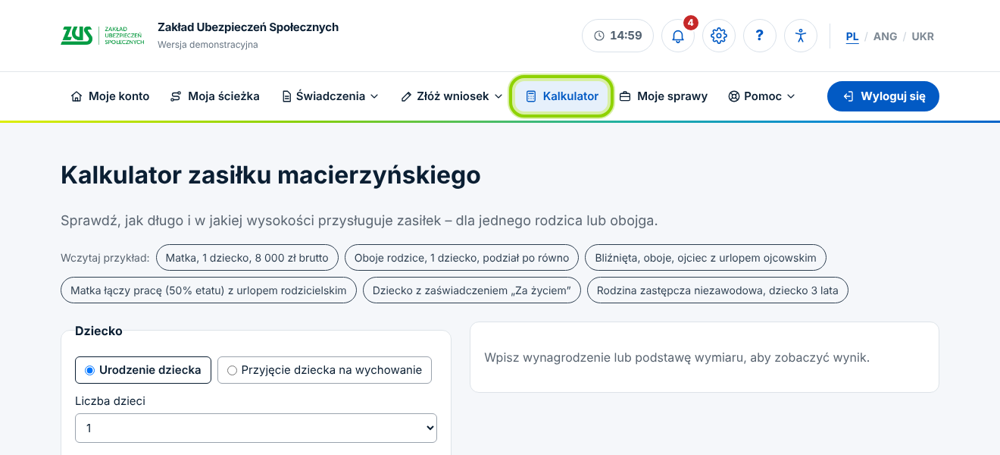 ZUS ZAKŁAD UBEZPIECZEŃ SPOŁECZNYCH
Zakład Ubezpieczeń Społecznych
Wersja demonstracyjna
14:59
4
?
PL / ANG / UKR
Moje konto
Moja ścieżka
Świadczenia
Złóż wniosek
Kalkulator
Moje sprawy
Pomoc
Wyloguj się
Kalkulator zasiłku macierzyńskiego
Sprawdź, jak długo i w jakiej wysokości przysługuje zasiłek – dla jednego rodzica lub obojga.
Wczytaj przykład:
Matka, 1 dziecko, 8 000 zł brutto
Oboje rodzice, 1 dziecko, podział po równo
Bliźnięta, oboje, ojciec z urlopem ojcowskim
Matka łączy pracę (50% etatu) z urlopem rodzicielskim
Dziecko z zaświadczeniem „Za życiem”
Rodzina zastępcza niezawodowa, dziecko 3 lata
Dziecko
Urodzenie dziecka
Przyjęcie dziecka na wychowanie
Liczba dzieci
1
Wpisz wynagrodzenie lub podstawę wymiaru, aby zobaczyć wynik.